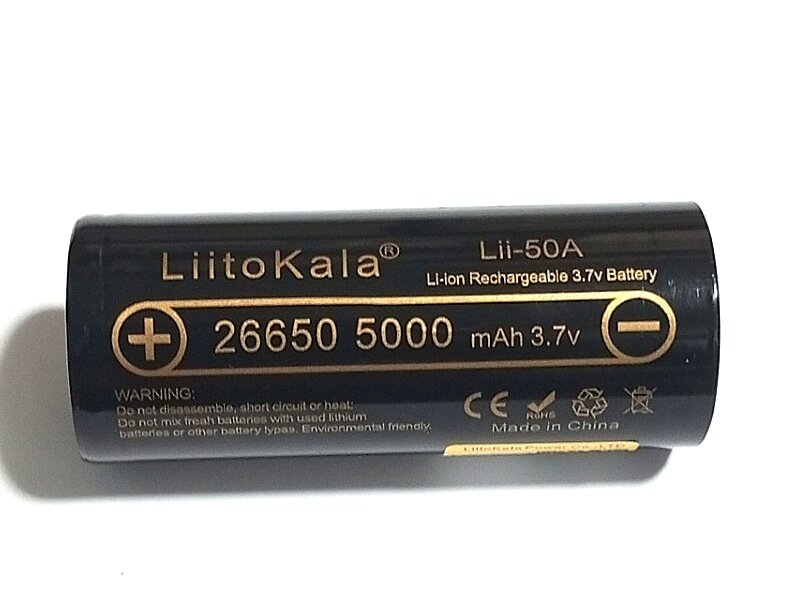 LiitoKala®
Lii-50A
Li-ion Rechargeable 3.7v Battery
+ 26650 5000 mAh 3.7v −
WARNING:
Do not disassemble, short circuit or heat:
Do not mix fresh batteries with used lithium
batteries or other battery typas. Environmental friendly.
CE RoHS
Made in China
LiitoKala Power Co.,LTD